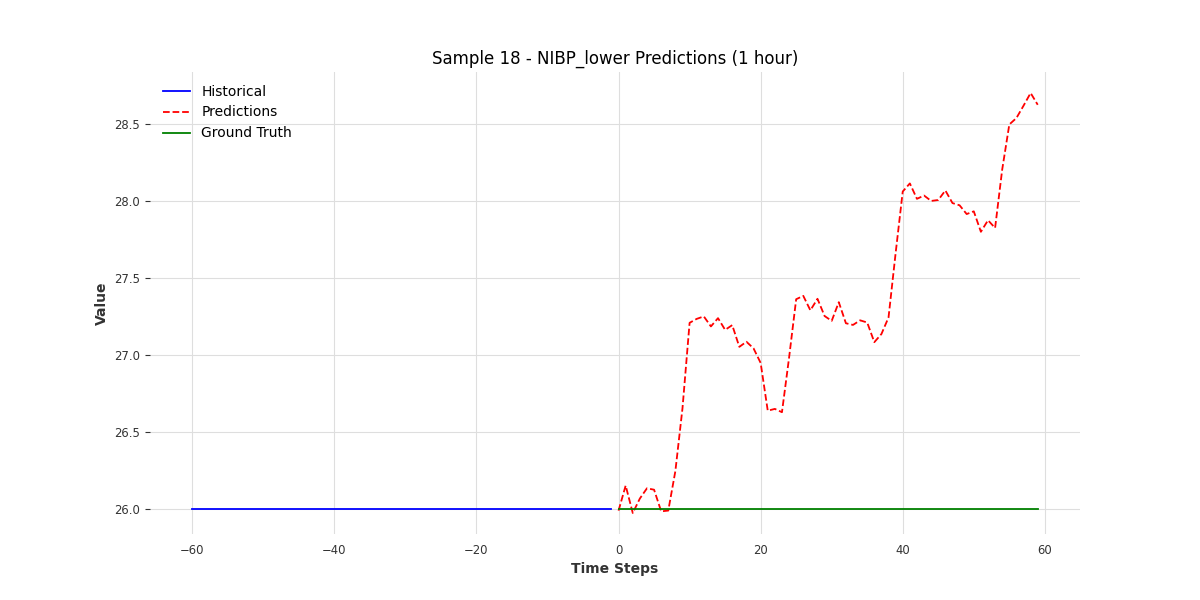 Sample 18 - NIBP_lower Predictions (1 hour)
Historical
Predictions
Ground Truth
28.5
28.0
27.5
27.0
26.5
26.0
Value
−60
−40
−20
0
20
40
60
Time Steps